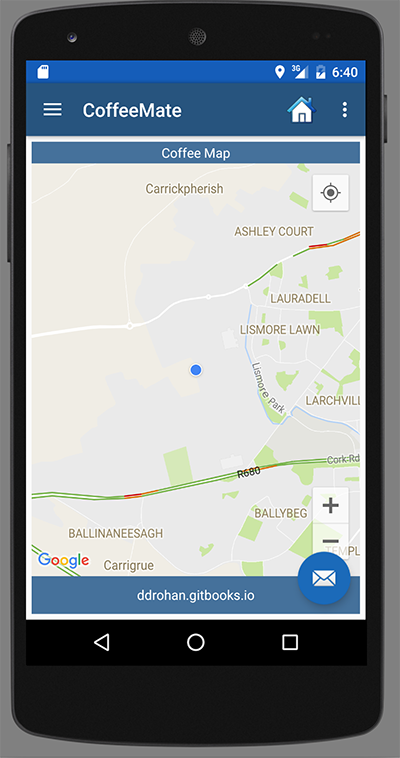 3G 6:40
CoffeeMate
Coffee Map
Carrickpherish
ASHLEY COURT
LAURADELL
LISMORE LAWN
Lismore Park
LARCHVILL
Cork Rd
R680
BALLYBEG
BALLINANEESAGH
TEMPL
Google
Carrigrue
ddrohan.gitbooks.io